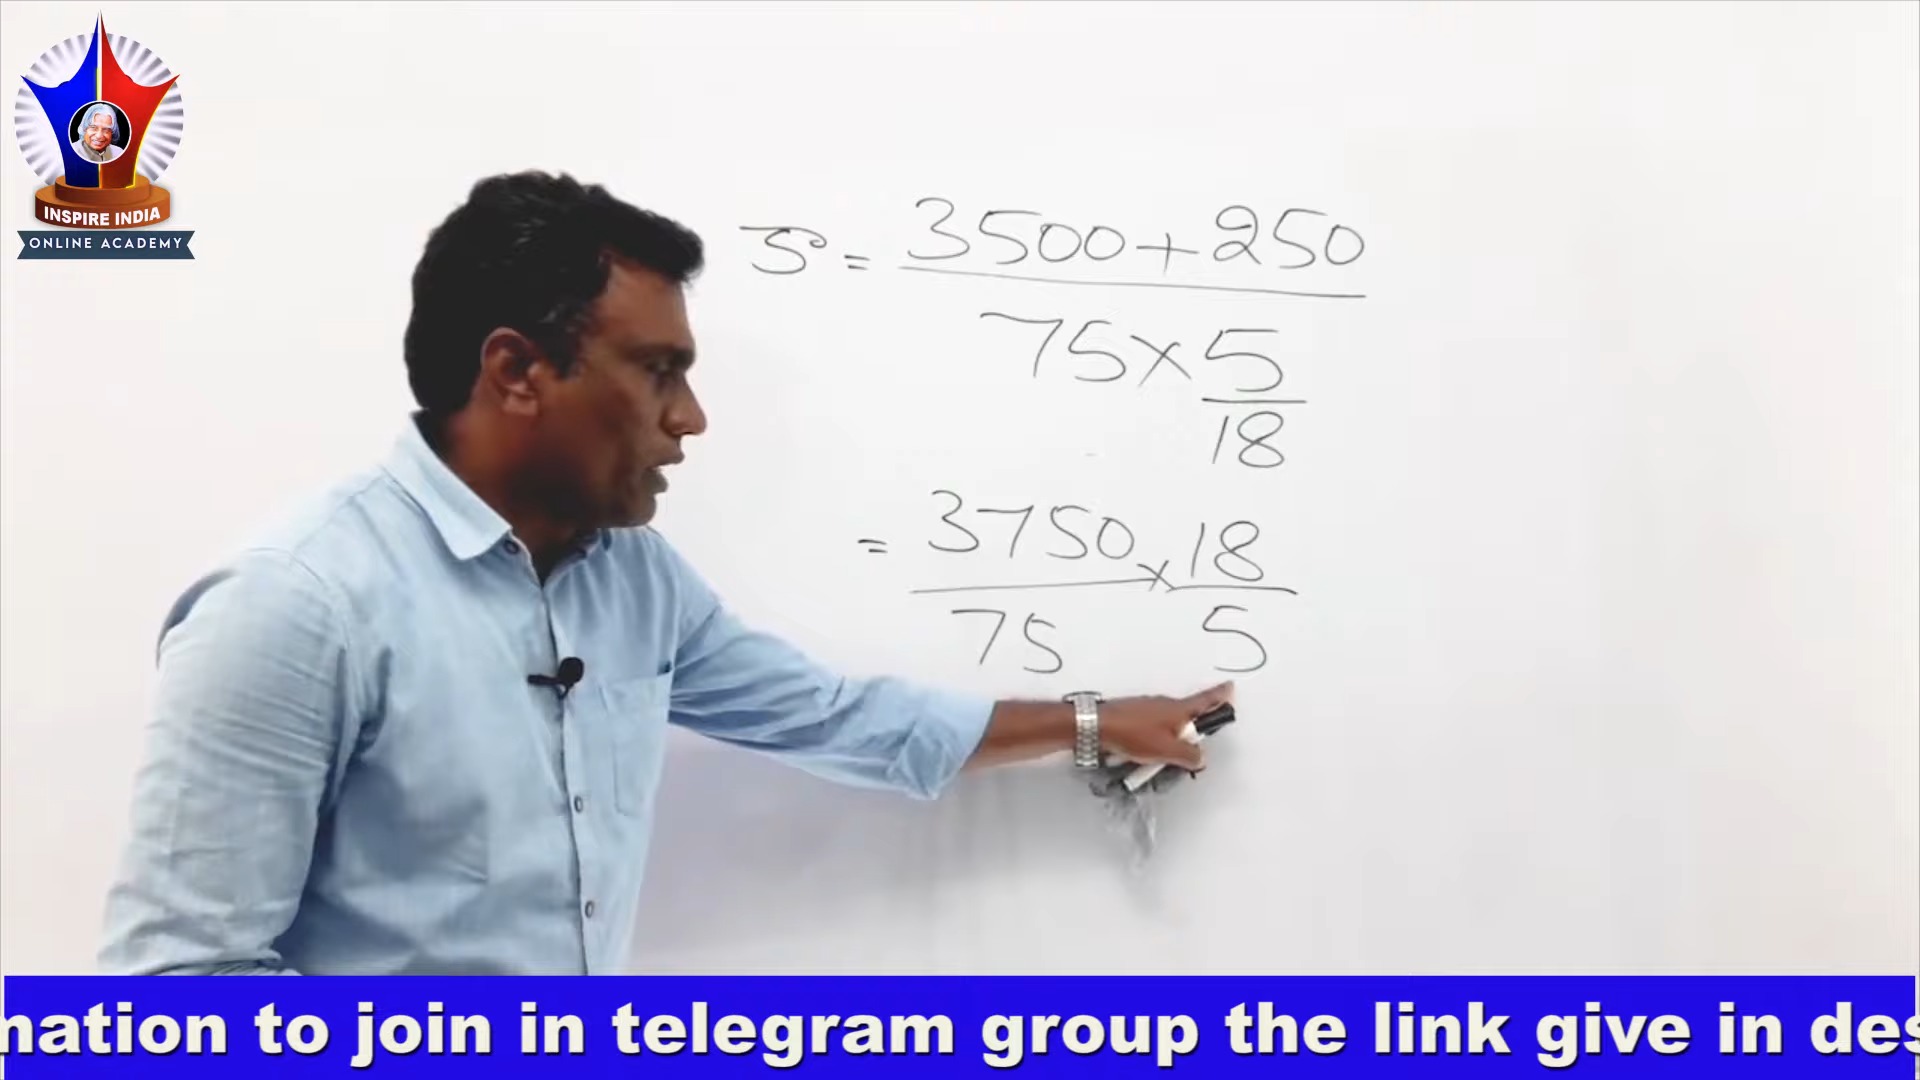 INSPIRE INDIA
ONLINE ACADEMY
= 3500+250
75×5
18
= 3750×18
75 5
mation to join in telegram group the link give in des